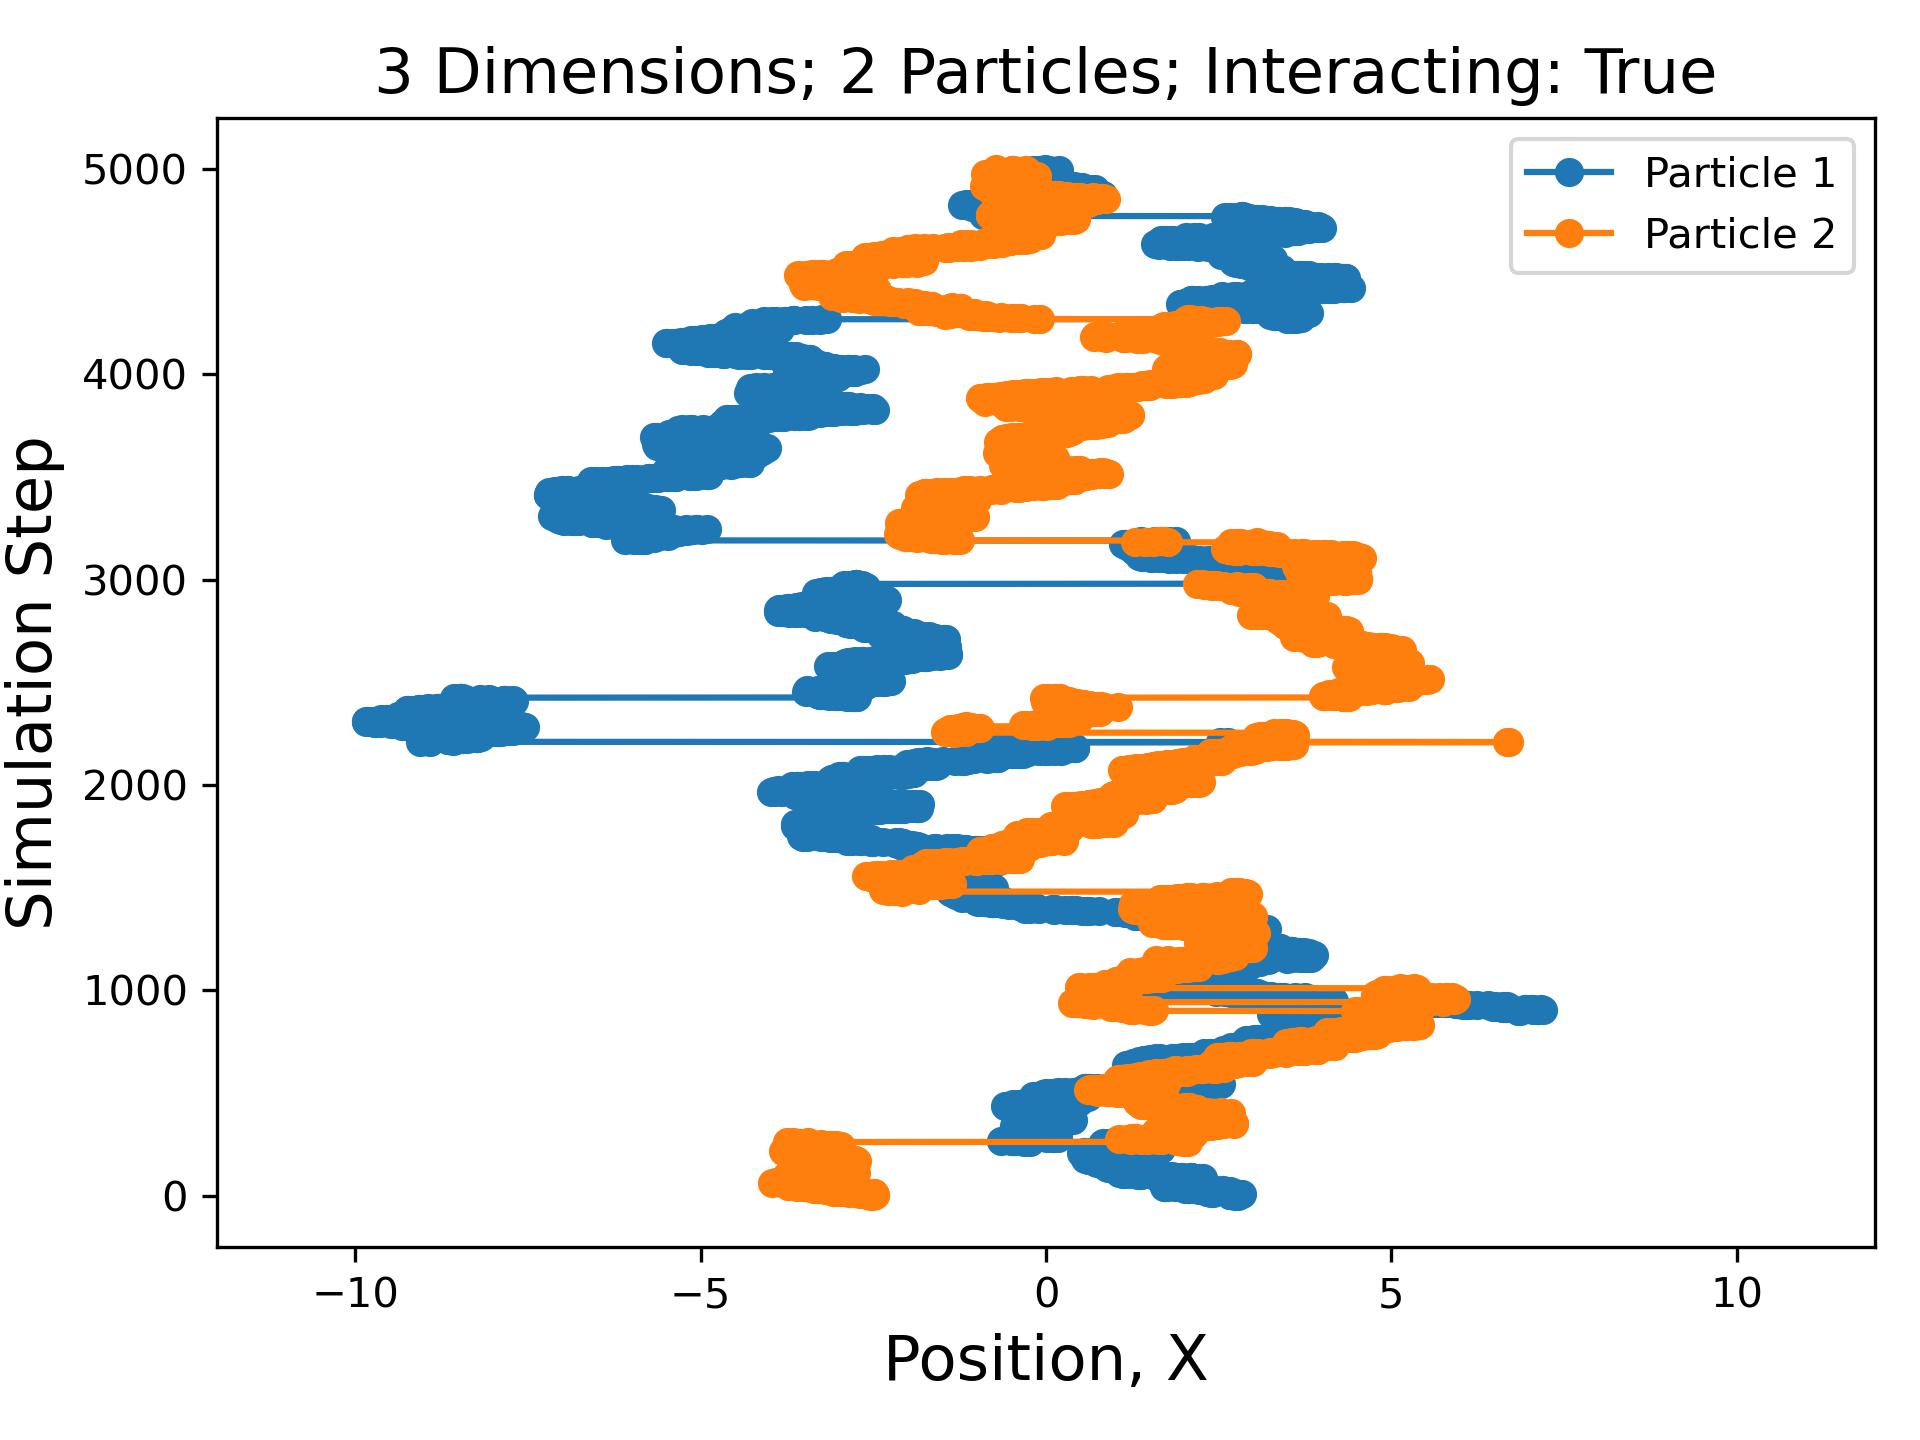 3 Dimensions; 2 Particles; Interacting: True
Particle 1
Particle 2
5000
4000
3000
2000
1000
0
Simulation Step
−10
−5
0
5
10
Position, X